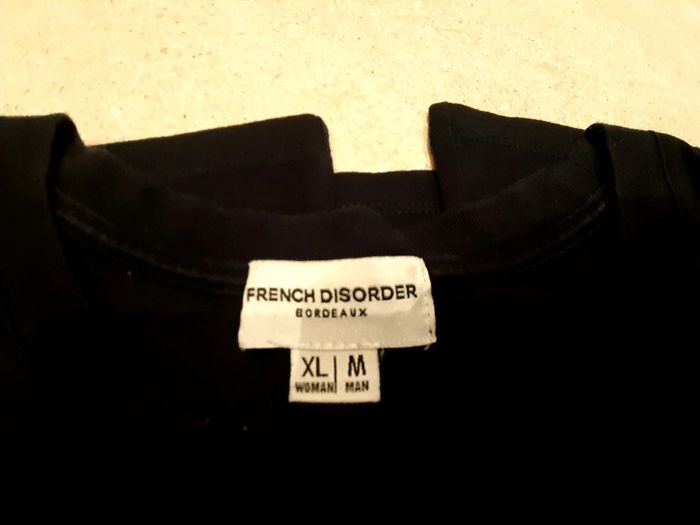 FRENCH DISORDER
BORDEAUX
XL | M
WOMAN | MAN